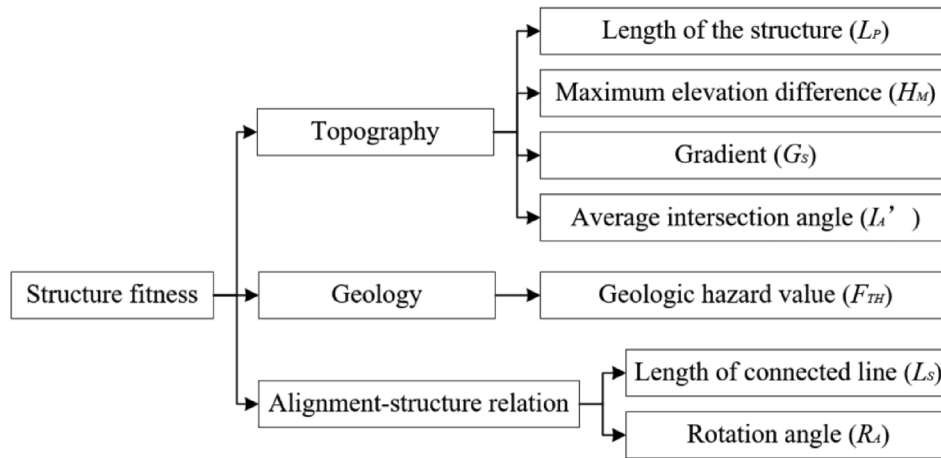 Length of the structure (LP)
Maximum elevation difference (HM)
Topography
Gradient (GS)
Average intersection angle (IA’ )
Structure fitness
Geology
Geologic hazard value (FTH)
Length of connected line (LS)
Alignment-structure relation
Rotation angle (RA)